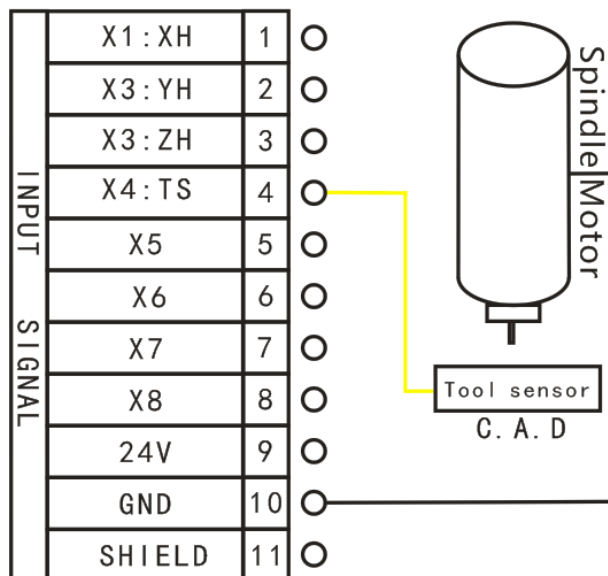 INPUT SIGNAL
X1:XH 1
X3:YH 2
X3:ZH 3
X4:TS 4
X5 5
X6 6
X7 7
X8 8
24V 9
GND 10
SHIELD 11
Spindle Motor
Tool sensor
C.A.D